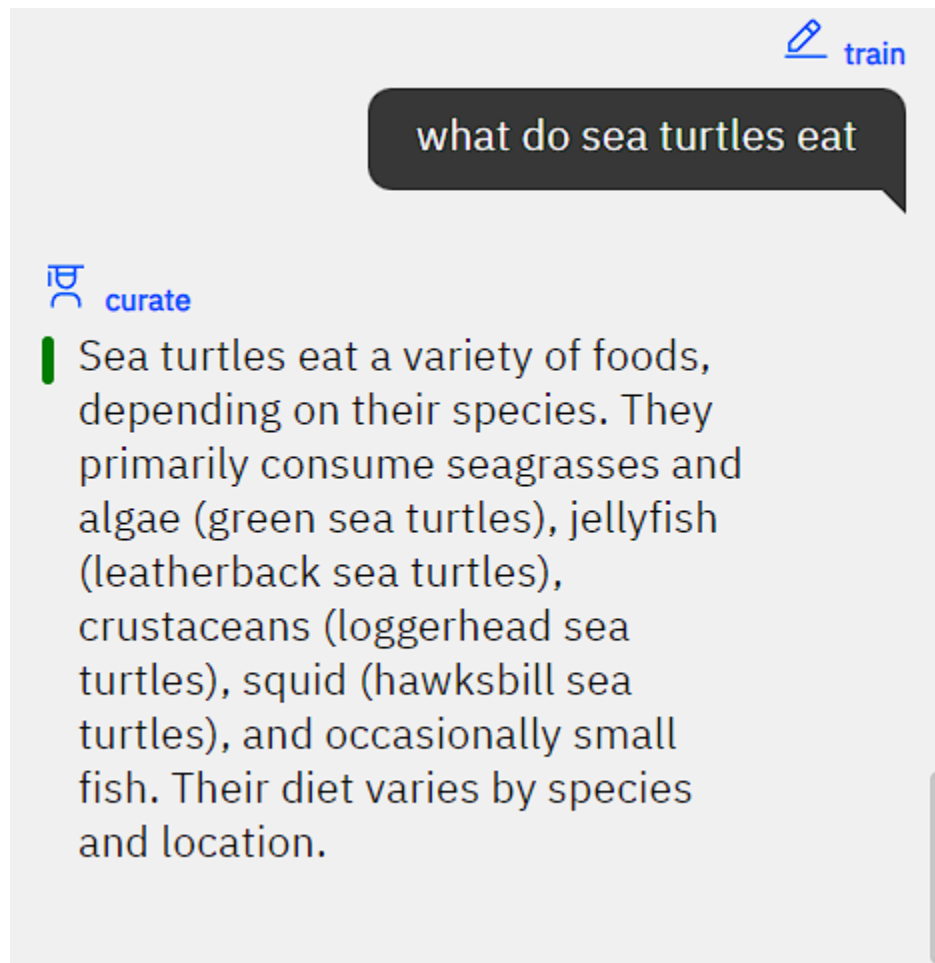 train
what do sea turtles eat
curate
Sea turtles eat a variety of foods,
depending on their species. They
primarily consume seagrasses and
algae (green sea turtles), jellyfish
(leatherback sea turtles),
crustaceans (loggerhead sea
turtles), squid (hawksbill sea
turtles), and occasionally small
fish. Their diet varies by species
and location.